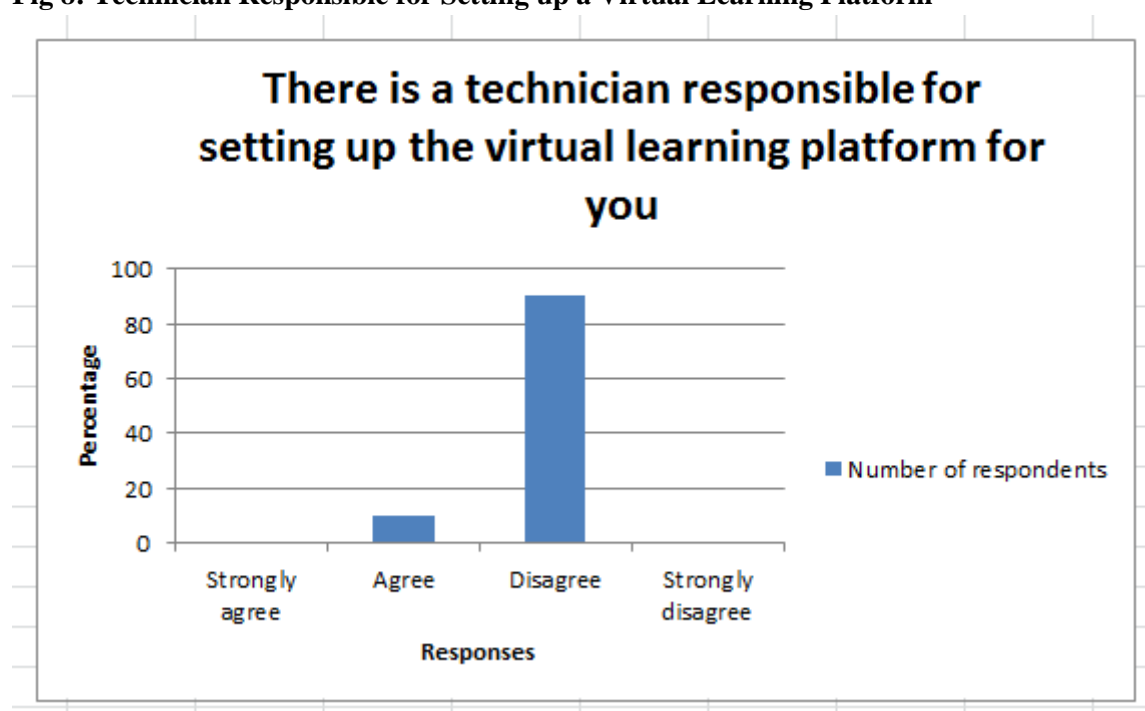 Fig 8: Technician Responsible for Setting up a Virtual Learning Platform
There is a technician responsible for
setting up the virtual learning platform for
you
100
80
60
40
20
0
Percentage
Strongly
agree
Agree
Disagree
Strongly
disagree
Responses
Number of respondents